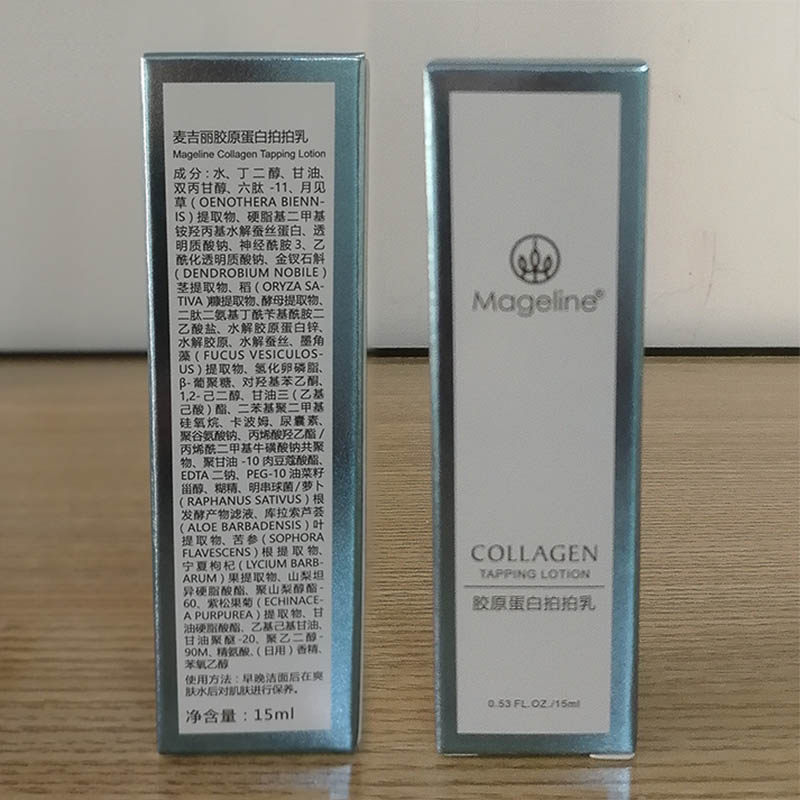 麦吉丽胶原蛋白拍拍乳
Mageline Collagen Tapping Lotion
成分:水、丁二醇、甘油、
双丙甘醇、六肽-11、月见
草(OENOTHERA BIENN-
IS)提取物、硬脂基二甲基
铵羟丙基水解蚕丝蛋白、透
明质酸钠、神经酰胺3、乙
酰化透明质酸钠、金钗石斛
(DENDROBIUM NOBILE)
茎提取物、稻(ORYZA SA-
TIVA)糠提取物、酵母提取物、
二肽二氨基丁酰苄基酰胺二
乙酸盐、水解胶原蛋白锌、
水解胶原、水解蚕丝、墨角
藻(FUCUS VESICULOS-
US)提取物、氢化卵磷脂、
β-葡聚糖、对羟基苯乙酮、
1,2-己二醇、甘油三(乙基
己酸)酯、二苯基聚二甲基
硅氧烷、卡波姆、尿囊素、
聚谷氨酸钠、丙烯酸羟乙酯/
丙烯酰二甲基牛磺酸钠共聚
物、聚甘油-10肉豆蔻酸酯、
EDTA二钠、PEG-10油菜籽
甾醇、糊精、明串球菌/萝卜
(RAPHANUS SATIVUS)根
发酵产物滤液、库拉索芦荟
(ALOE BARBADENSIS)叶
提取物、苦参(SOPHORA
FLAVESCENS)根提取物、
宁夏枸杞(LYCIUM BARB-
ARUM)果提取物、山梨坦
异硬脂酸酯、聚山梨醇酯-
60、紫松果菊(ECHINACE-
A PURPUREA)提取物、甘
油硬脂酸酯、乙基己基甘油、
甘油聚醚-20、聚乙二醇-
90M、精氨酸、(日用)香精、
苯氧乙醇
使用方法:早晚洁面后在爽
肤水后对肌肤进行保养。
净含量:15ml
Mageline®
COLLAGEN
TAPPING LOTION
胶原蛋白拍拍乳
0.53 FL.OZ./15ml